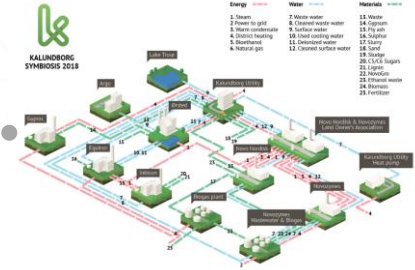 KALUNDBORG
SYMBIOSIS 2018
Energy
1. Steam
2 Power to grid
3. Warm condensate
4. District heating
5. Bioethanol
6. Natural gas
Water
7. Waste water
8. Cleaned waste water
9. Surface water
10. Used cooling water
11. Deionized water
12. Cleaned surface water
Materials
13. Waste
14. Gypsum
15. Fly ash
16. Sulphur
17. Slurry
18. Sand
19. Sludge
20. C5/C6 Sugars
21. Lignin
22. NovoGro
23. Ethanol waste
24. Biomass
25. Fertilizer
Lake Tissø
Argo
Kalundborg Utility
Ørsted
Gyproc
Novo Nordisk & Novozymes
Land Owner's Association
Equinor
Novo Nordisk
Kalundborg Utility
Heat pump
Inbicon
Novozymes
Biogas plant
Novozymes
Wastewater & Biogas